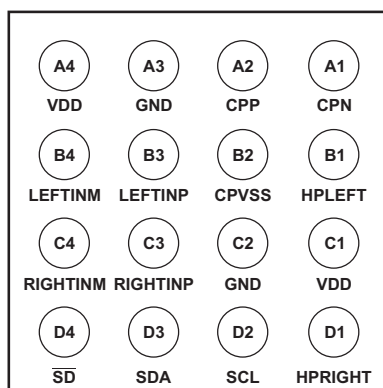 A4 A3 A2 A1
VDD GND CPP CPN
B4 B3 B2 B1
LEFTINM LEFTINP CPVSS HPLEFT
C4 C3 C2 C1
RIGHTINM RIGHTINP GND VDD
D4 D3 D2 D1
S̅D̅ SDA SCL HPRIGHT